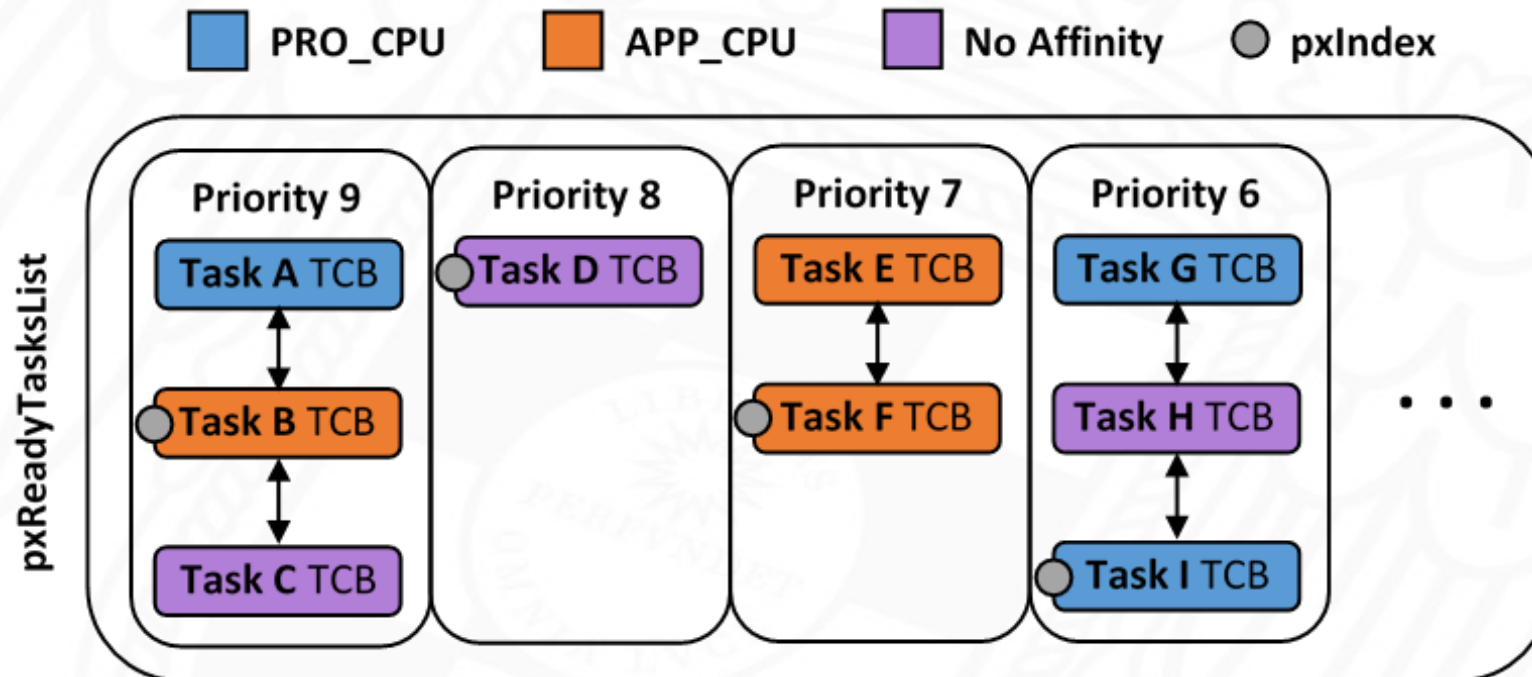 PRO_CPU APP_CPU No Affinity pxIndex
pxReadyTasksList
Priority 9 Priority 8 Priority 7 Priority 6
Task A TCB Task D TCB Task E TCB Task G TCB
Task B TCB Task F TCB Task H TCB . . .
Task C TCB Task I TCB
PERFVNDET